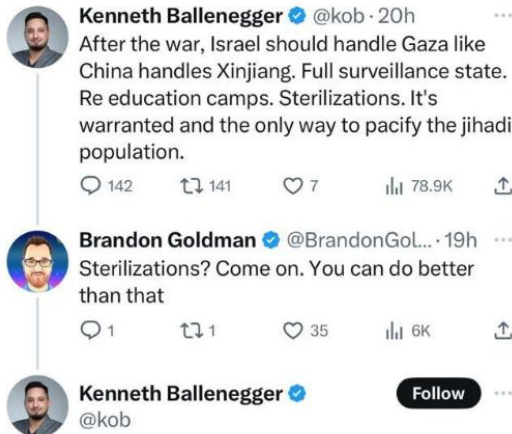 Kenneth Ballenegger @kob · 20h
After the war, Israel should handle Gaza like
China handles Xinjiang. Full surveillance state.
Re education camps. Sterilizations. It's
warranted and the only way to pacify the jihadi
population.
142 141 7 78.9K
Brandon Goldman @BrandonGol... · 19h
Sterilizations? Come on. You can do better
than that
1 1 35 6K
Kenneth Ballenegger Follow
@kob